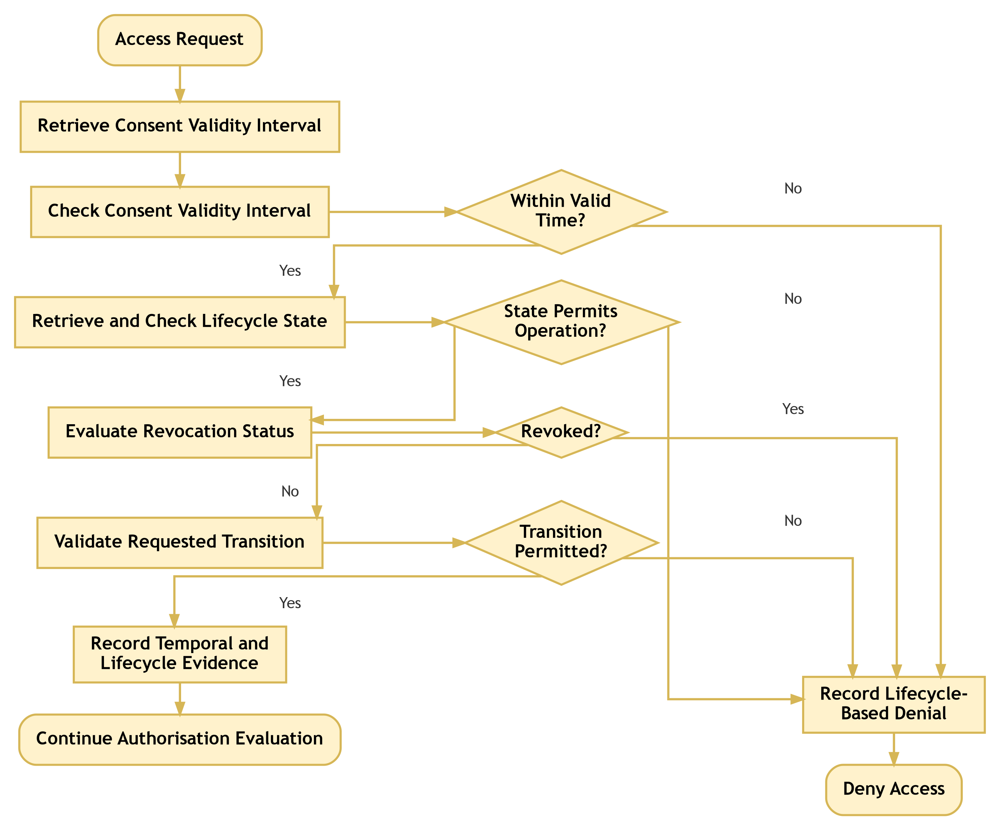 Access Request
Retrieve Consent Validity Interval
Check Consent Validity Interval
Within Valid
Time?
No
Yes
Retrieve and Check Lifecycle State
State Permits
Operation?
No
Yes
Evaluate Revocation Status
Revoked?
Yes
No
Validate Requested Transition
Transition
Permitted?
No
Yes
Record Temporal and
Lifecycle Evidence
Continue Authorisation Evaluation
Record Lifecycle-
Based Denial
Deny Access